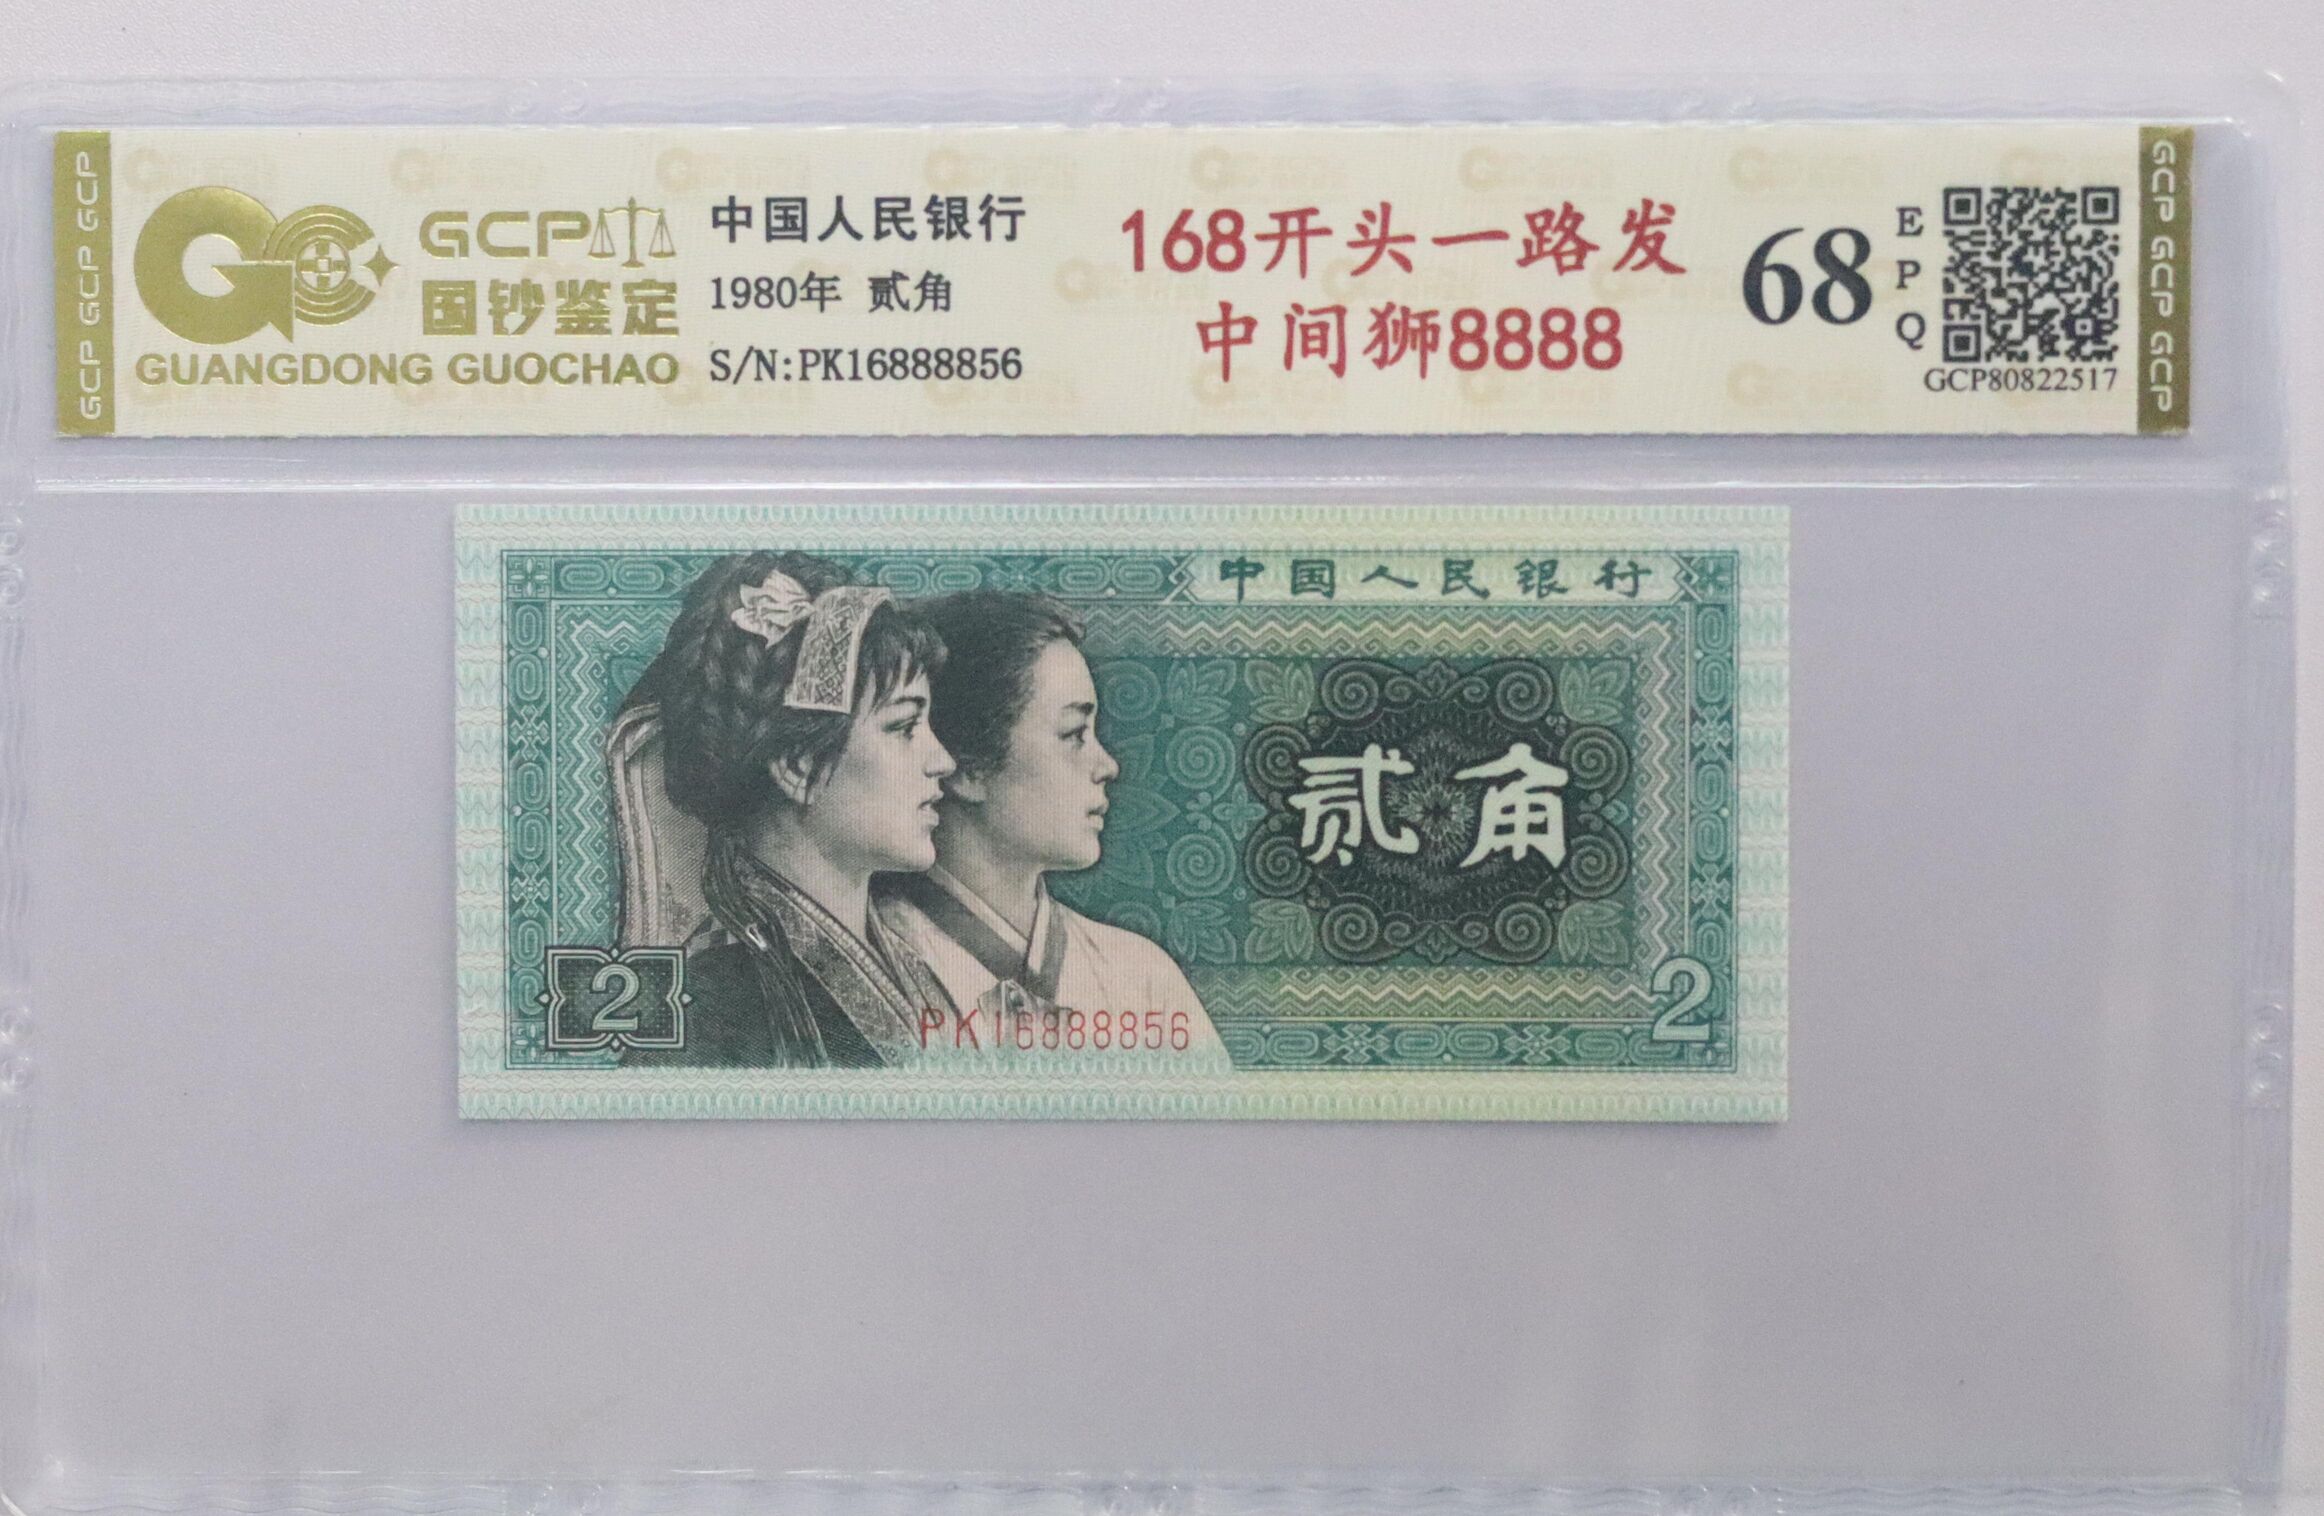 GCP GCP GCP
GCP
国钞鉴定
GUANGDONG GUOCHAO
中国人民银行
1980年 贰角
S/N:PK16888856
168开头一路发
中间狮8888
68
E
P
Q
GCP80822517
GCP GCP GCP
中国人民银行
贰角
2
PK16888856
2